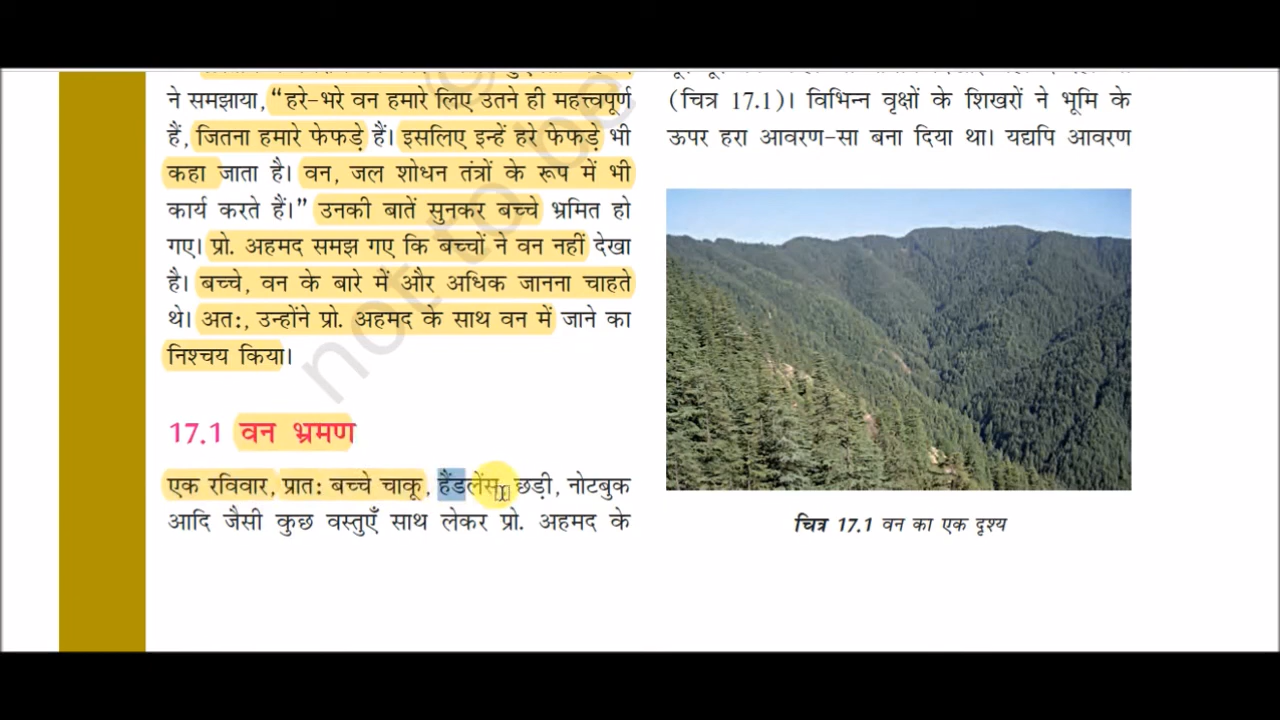 ने समझाया, “हरे-भरे वन हमारे लिए उतने ही महत्त्वपूर्ण
हैं, जितना हमारे फेफड़े हैं। इसलिए इन्हें हरे फेफड़े भी
कहा जाता है। वन, जल शोधन तंत्रों के रूप में भी
कार्य करते हैं।” उनकी बातें सुनकर बच्चे भ्रमित हो
गए। प्रो. अहमद समझ गए कि बच्चों ने वन नहीं देखा
है। बच्चे, वन के बारे में और अधिक जानना चाहते
थे। अत:, उन्होंने प्रो. अहमद के साथ वन में जाने का
निश्चय किया।
17.1 वन भ्रमण
एक रविवार, प्रात: बच्चे चाकू, हैंडलेंस, छड़ी, नोटबुक
आदि जैसी कुछ वस्तुएँ साथ लेकर प्रो. अहमद के
(चित्र 17.1)। विभिन्न वृक्षों के शिखरों ने भूमि के
ऊपर हरा आवरण-सा बना दिया था। यद्यपि आवरण
चित्र 17.1 वन का एक दृश्य
not to be